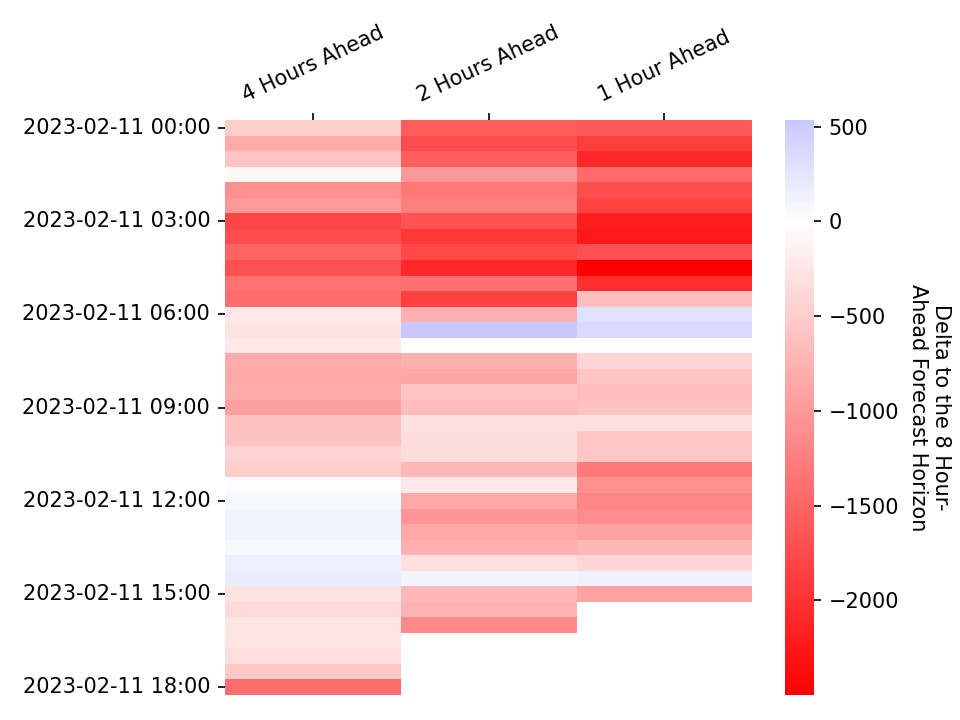 4 Hours Ahead
2 Hours Ahead
1 Hour Ahead
2023-02-11 00:00
2023-02-11 03:00
2023-02-11 06:00
2023-02-11 09:00
2023-02-11 12:00
2023-02-11 15:00
2023-02-11 18:00
500
0
−500
−1000
−1500
−2000
Delta to the 8 Hour-
Ahead Forecast Horizon